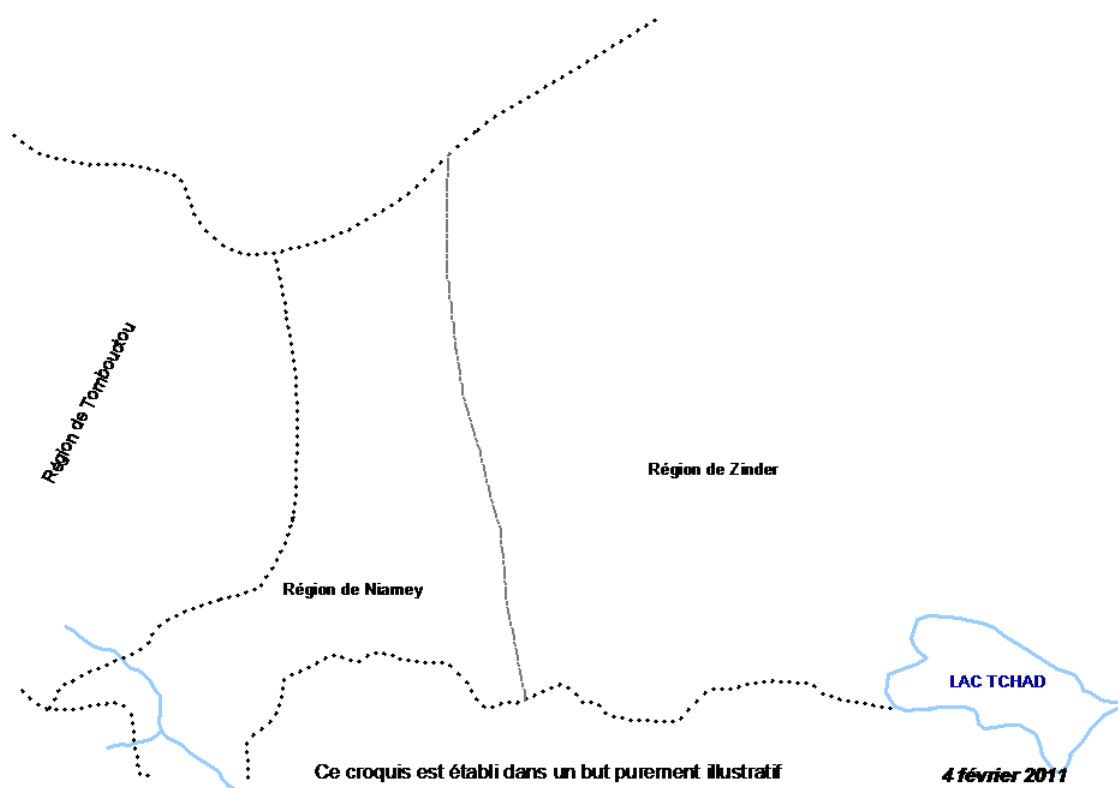 Région de Tombouctou
Région de Zinder
Région de Niamey
LAC TCHAD
Ce croquis est établi dans un but purement illustratif
4 février 2011